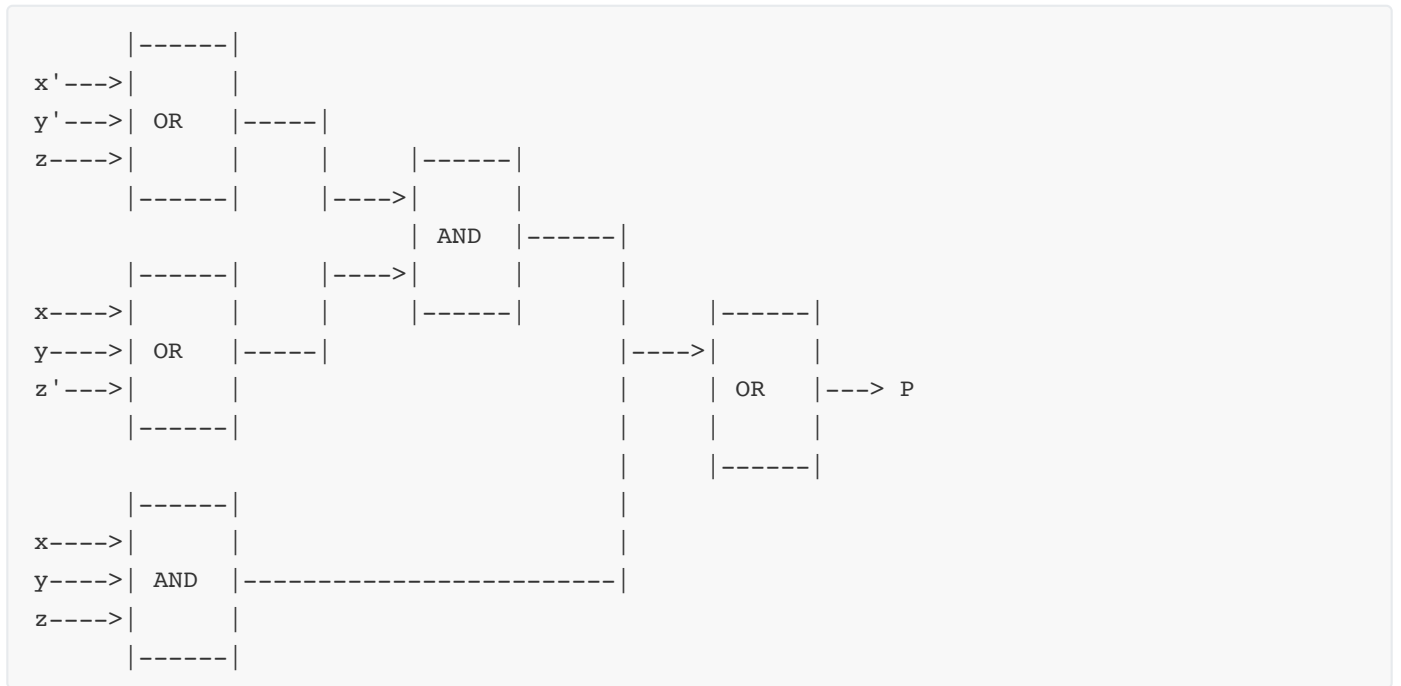 |------|
x'--->|      |
y'--->| OR   |-----|
z---->|      |     |     |------|
      |------|     |---->|      |
                         | AND  |------|
      |------|     |---->|      |      |
x---->|      |     |     |------|      |     |------|
y---->| OR   |-----|                   |---->|      |
z'--->|      |                         |     | OR   |---> P
      |------|                         |     |      |
                                       |     |------|
      |------|                         |
x---->|      |                         |
y---->| AND  |-------------------------|
z---->|      |
      |------|